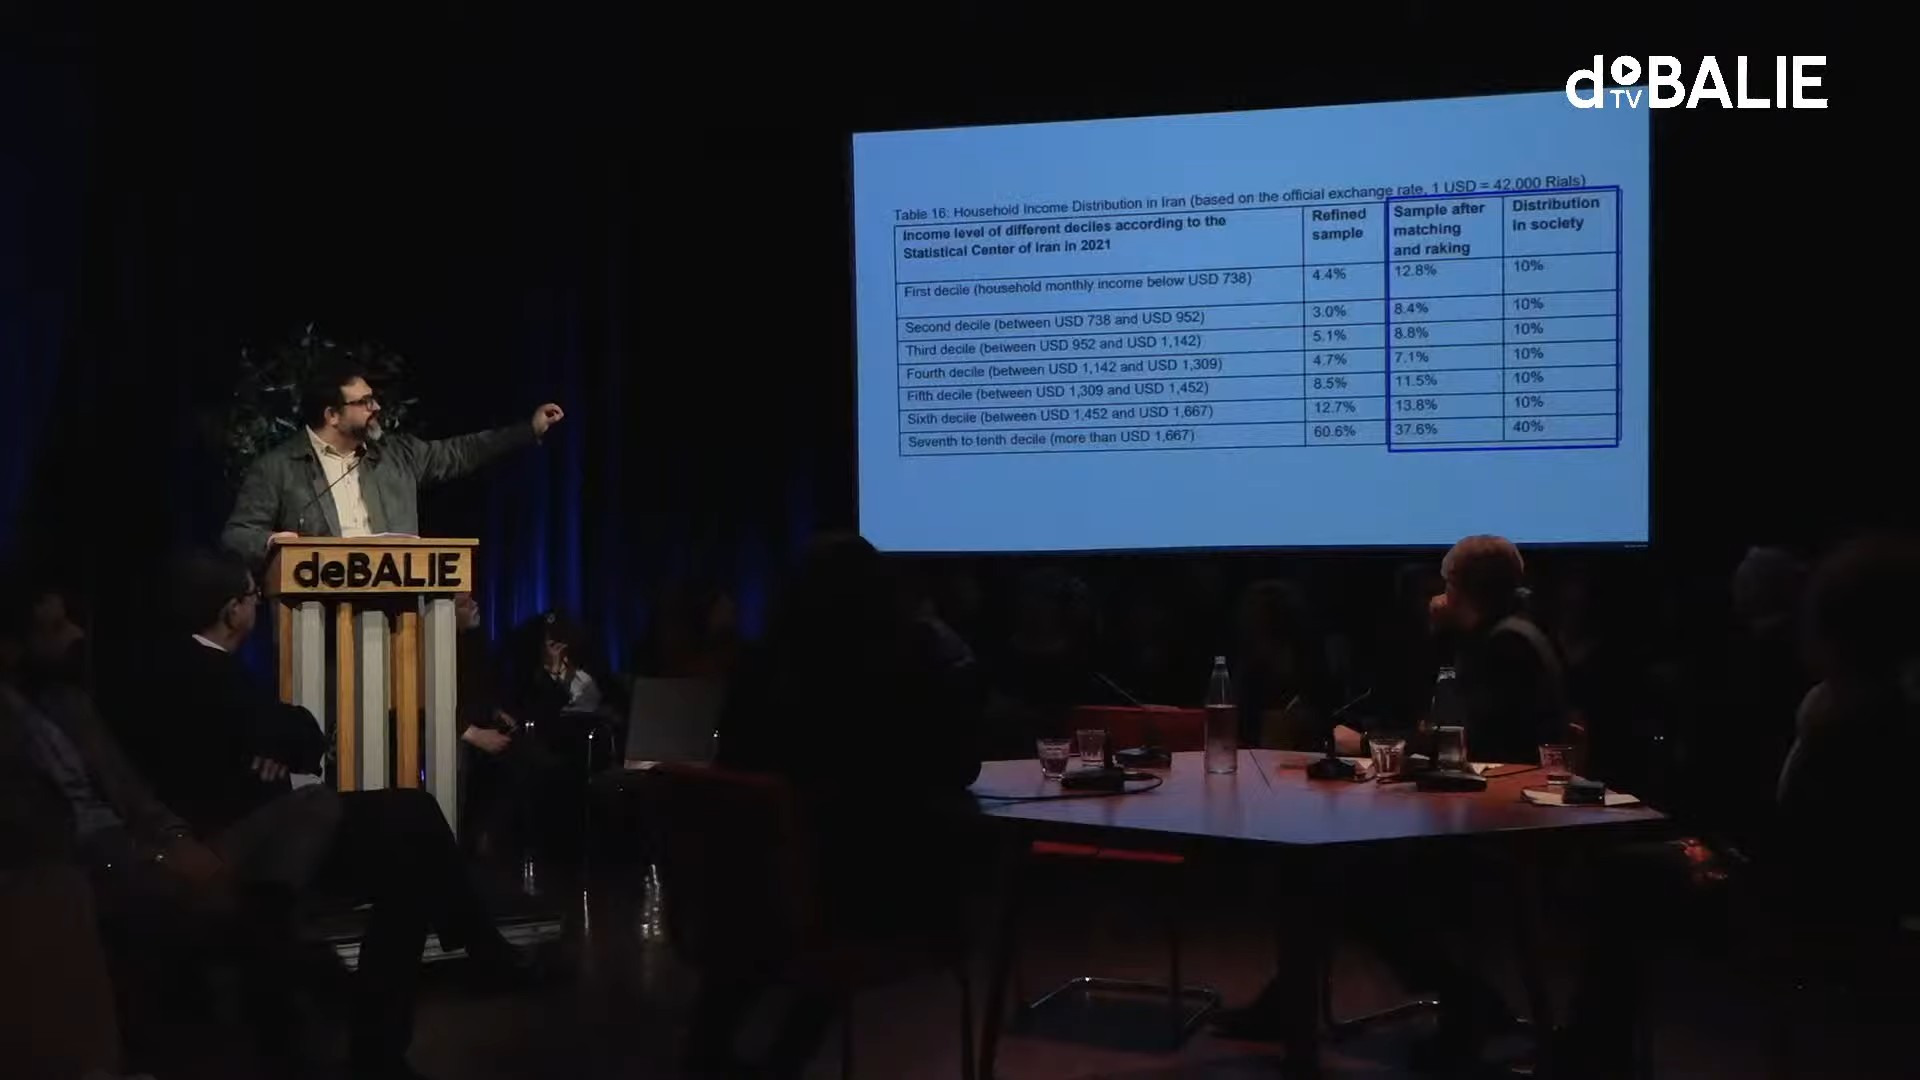 deBALIE
TV
Table 16: Household Income Distribution in Iran (based on the official exchange rate, 1 USD = 42,000 Rials)
Income level of different deciles according to the Statistical Center of Iran in 2021 Refined sample Sample after matching and raking Distribution in society
First decile (household monthly income below USD 738) 4.4% 12.8% 10%
Second decile (between USD 738 and USD 952) 3.0% 8.4% 10%
Third decile (between USD 952 and USD 1,142) 5.1% 8.8% 10%
Fourth decile (between USD 1,142 and USD 1,309) 4.7% 7.1% 10%
Fifth decile (between USD 1,309 and USD 1,452) 8.5% 11.5% 10%
Sixth decile (between USD 1,452 and USD 1,667) 12.7% 13.8% 10%
Seventh to tenth decile (more than USD 1,667) 60.6% 37.6% 40%
deBALIE